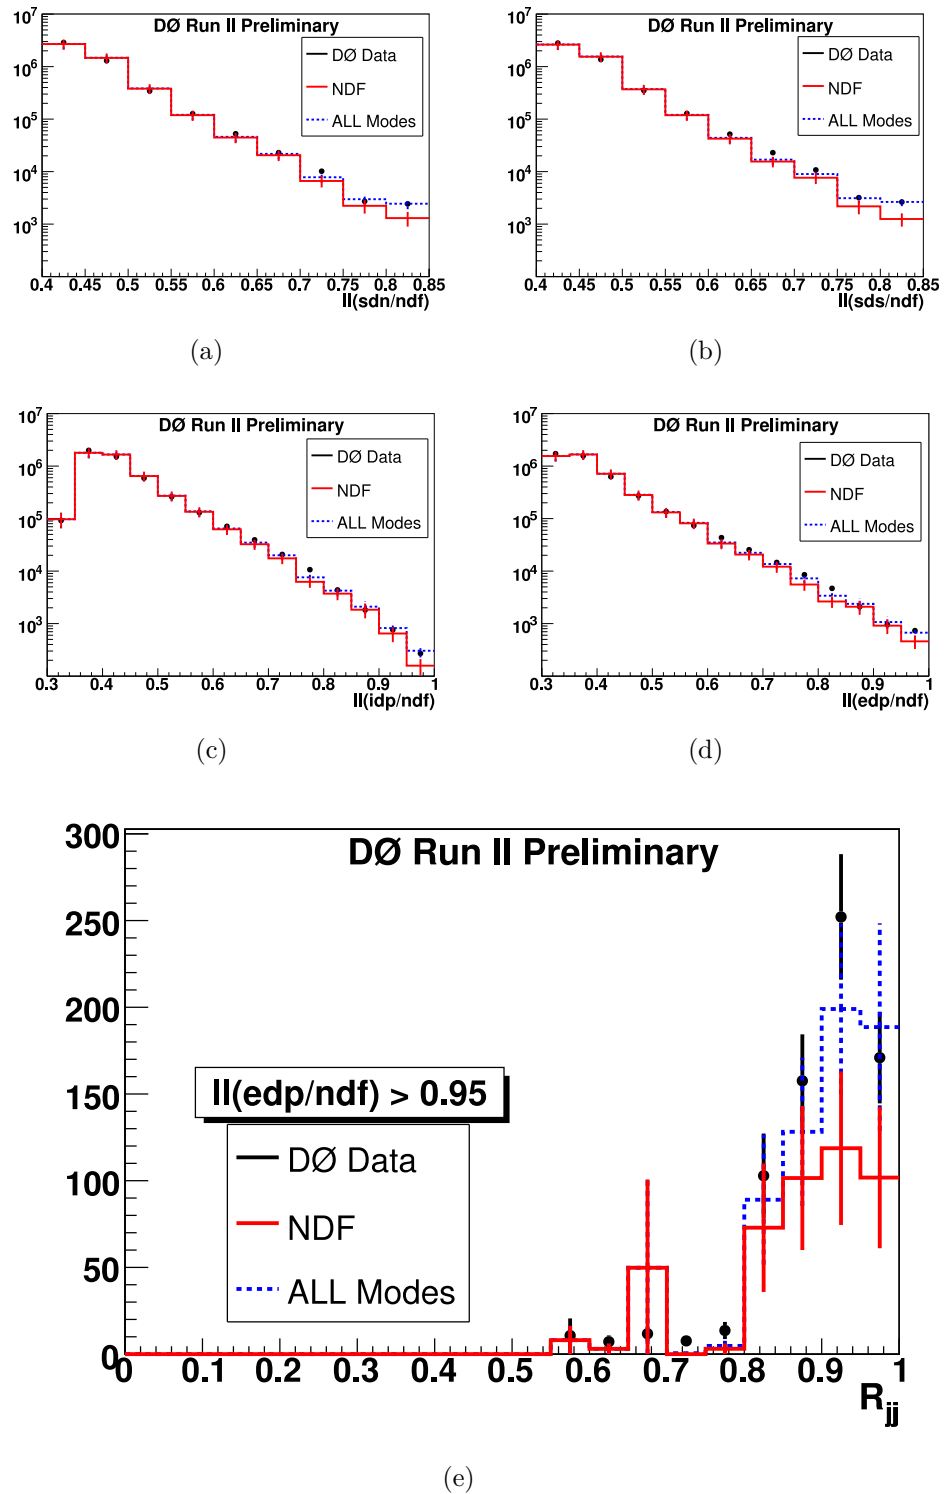 DØ Run II Preliminary
DØ Data
NDF
ALL Modes
10^7
10^6
10^5
10^4
10^3
0.4 0.45 0.5 0.55 0.6 0.65 0.7 0.75 0.8 0.85
ll(sdn/ndf)
(a)
DØ Run II Preliminary
DØ Data
NDF
ALL Modes
10^7
10^6
10^5
10^4
10^3
0.4 0.45 0.5 0.55 0.6 0.65 0.7 0.75 0.8 0.85
ll(sds/ndf)
(b)
DØ Run II Preliminary
DØ Data
NDF
ALL Modes
10^7
10^6
10^5
10^4
10^3
0.3 0.4 0.5 0.6 0.7 0.8 0.9 1
ll(idp/ndf)
(c)
DØ Run II Preliminary
DØ Data
NDF
ALL Modes
10^7
10^6
10^5
10^4
10^3
0.3 0.4 0.5 0.6 0.7 0.8 0.9 1
ll(edp/ndf)
(d)
DØ Run II Preliminary
300
250
200
150
100
50
0
ll(edp/ndf) > 0.95
DØ Data
NDF
ALL Modes
0 0.1 0.2 0.3 0.4 0.5 0.6 0.7 0.8 0.9 1
R_jj
(e)